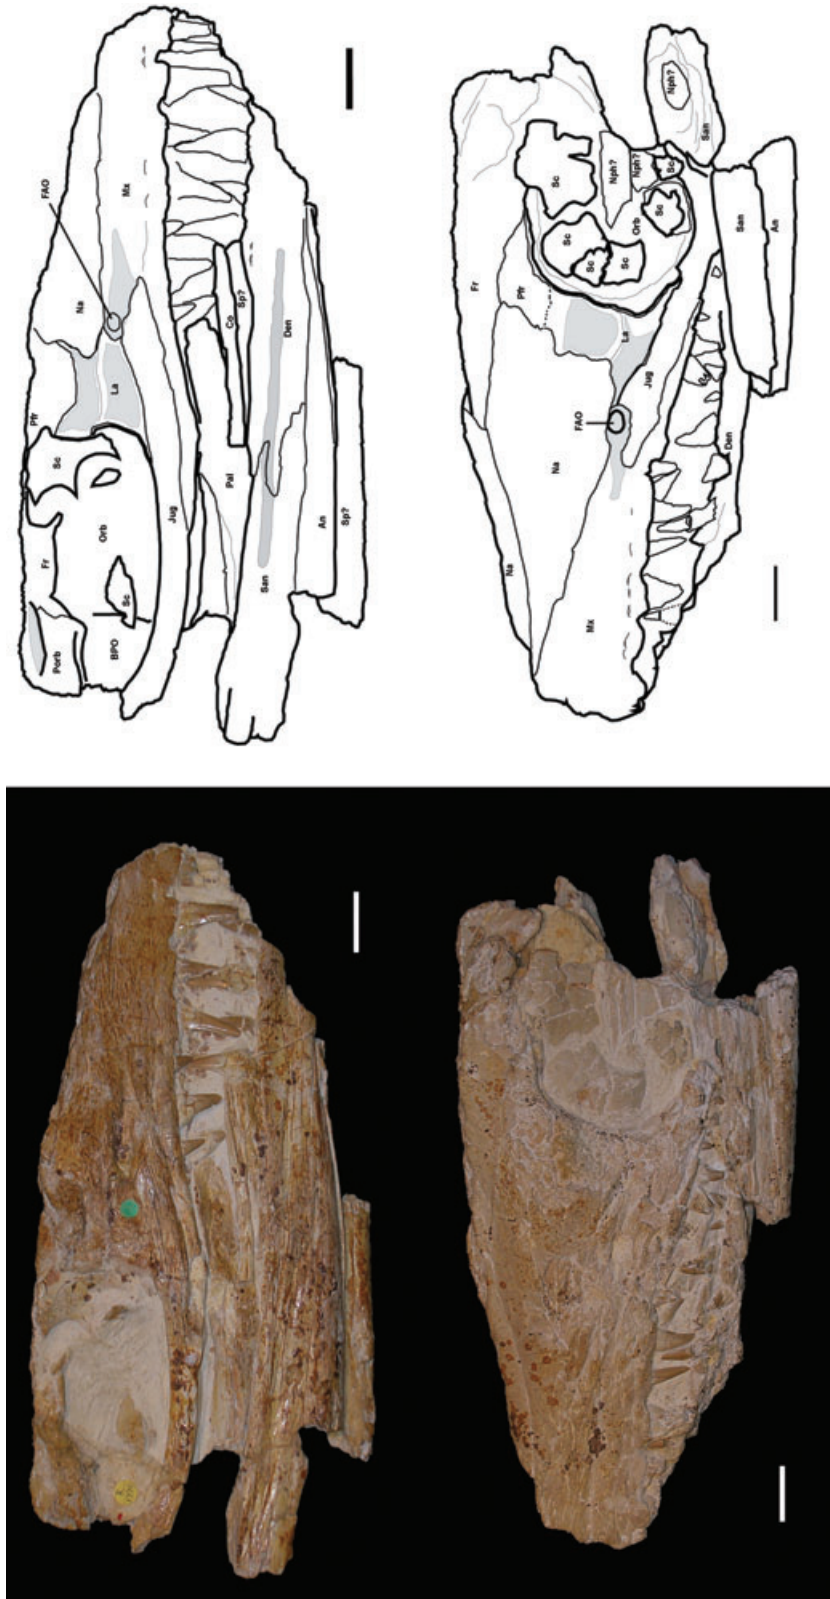 FAO
Mx
Na
La
Pfr
Sc
Orb
Fr
Sc
Porb
BPO
Jug
Co
Sp?
Pal
Den
San
An
Sp?
Nph?
San
Sc
Nph?
Nph?
Sc
Sc
Orb
Sc
Sc
Sc
San
An
Fr
Pfr
La
Jug
FAO
Na
Den
Na
Mx